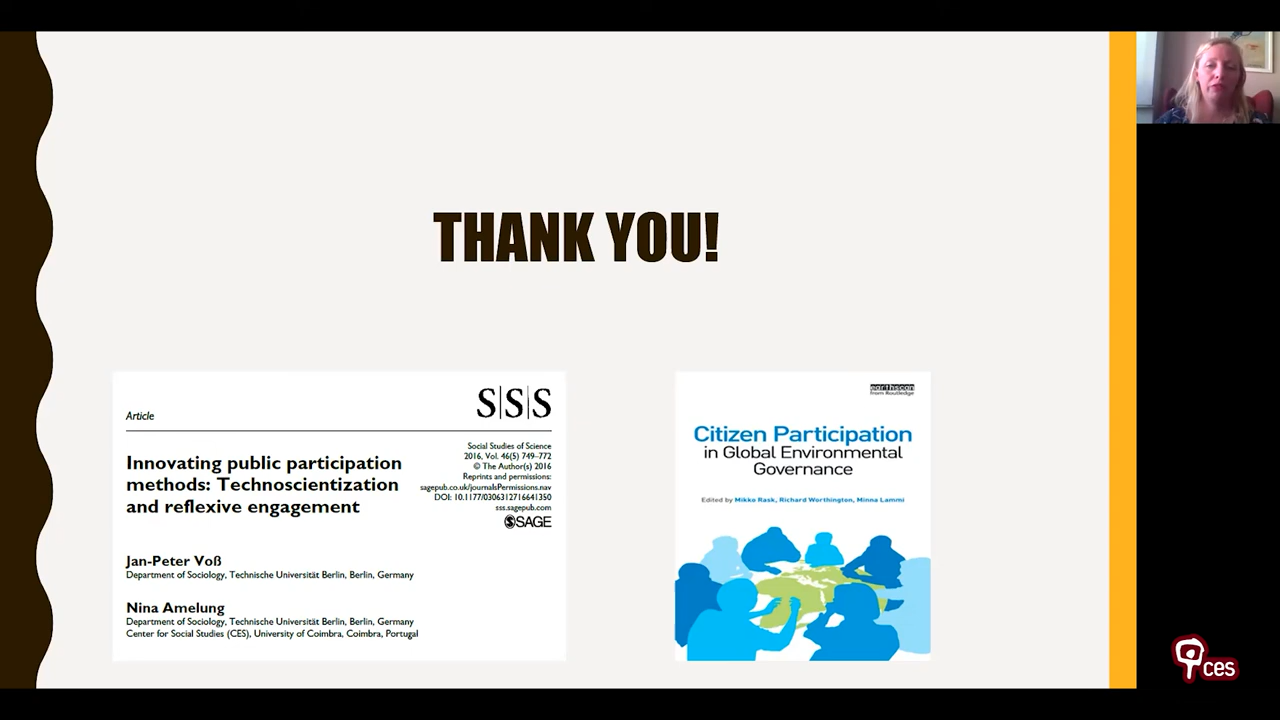 THANK YOU!
Article
S|S|S
Social Studies of Science
2016, Vol. 46(5) 749–772
© The Author(s) 2016
Reprints and permissions:
sagepub.co.uk/journalsPermissions.nav
DOI: 10.1177/0306312716641350
sss.sagepub.com
SAGE
Innovating public participation
methods: Technoscientization
and reflexive engagement
Jan-Peter Voß
Department of Sociology, Technische Universität Berlin, Berlin, Germany
Nina Amelung
Department of Sociology, Technische Universität Berlin, Berlin, Germany
Center for Social Studies (CES), University of Coimbra, Coimbra, Portugal
earthscan
from Routledge
Citizen Participation
in Global Environmental
Governance
Edited by Mikko Rask, Richard Worthington, Minna Lammi
ces